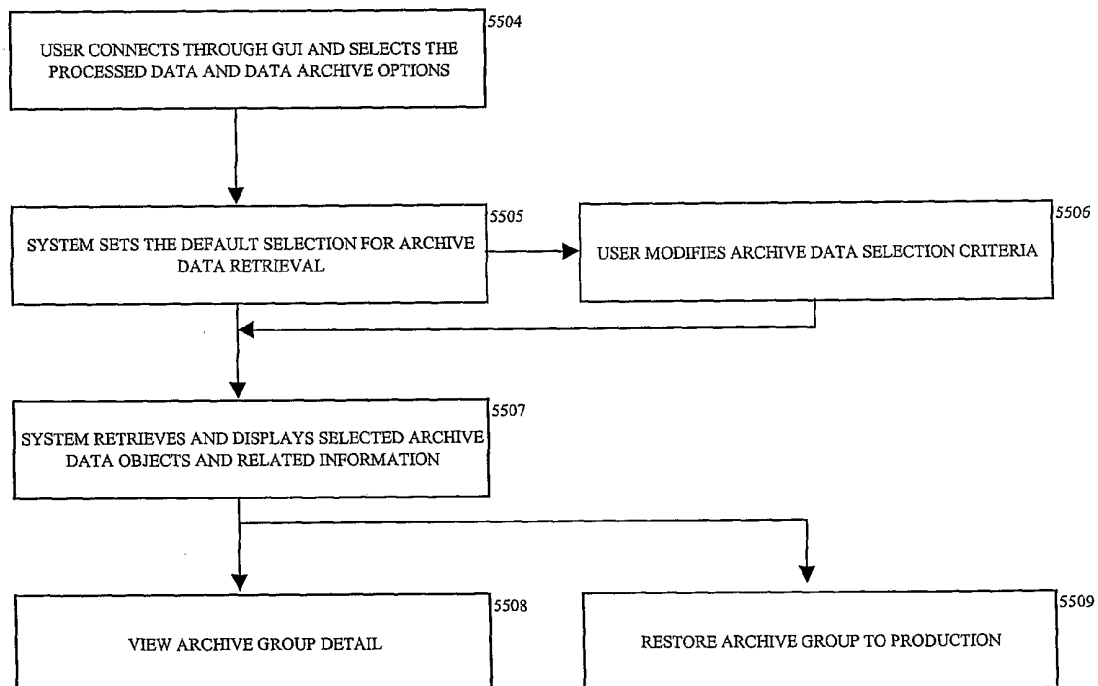 5504
USER CONNECTS THROUGH GUI AND SELECTS THE
PROCESSED DATA AND DATA ARCHIVE OPTIONS
5505
SYSTEM SETS THE DEFAULT SELECTION FOR ARCHIVE
DATA RETRIEVAL
5506
USER MODIFIES ARCHIVE DATA SELECTION CRITERIA
5507
SYSTEM RETRIEVES AND DISPLAYS SELECTED ARCHIVE
DATA OBJECTS AND RELATED INFORMATION
5508
VIEW ARCHIVE GROUP DETAIL
5509
RESTORE ARCHIVE GROUP TO PRODUCTION